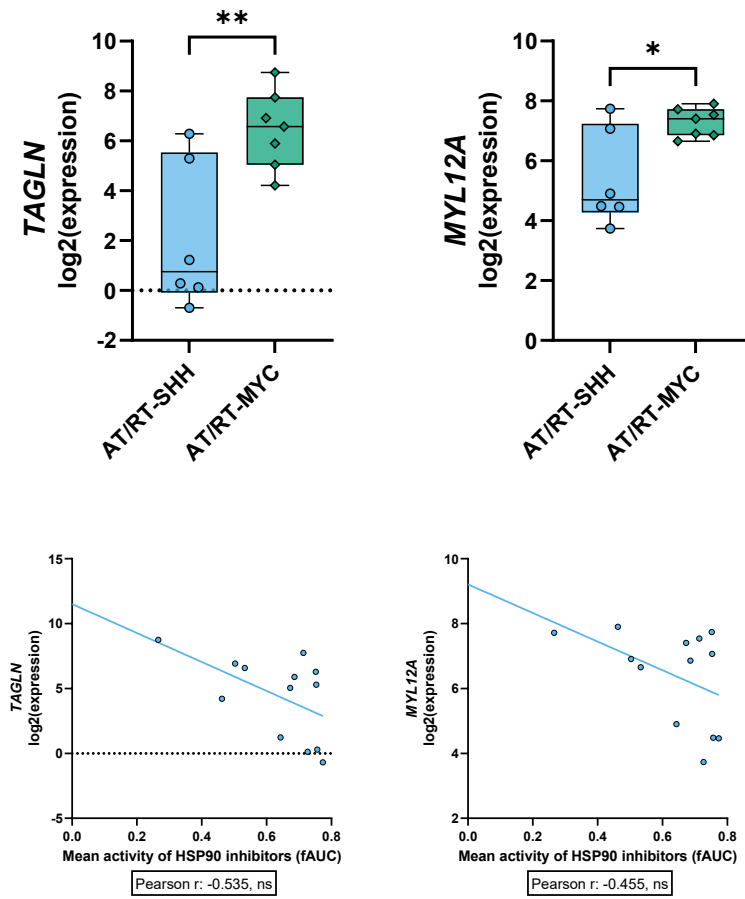 **
TAGLN
log2(expression)
10
8
6
4
2
0
-2
AT/RT-SHH
AT/RT-MYC
*
MYL12A
log2(expression)
10
8
6
4
2
0
AT/RT-SHH
AT/RT-MYC
TAGLN
log2(expression)
15
10
5
0
-5
0.0 0.2 0.4 0.6 0.8
Mean activity of HSP90 inhibitors (fAUC)
Pearson r: -0.535, ns
MYL12A
log2(expression)
10
8
6
4
2
0.0 0.2 0.4 0.6 0.8
Mean activity of HSP90 inhibitors (fAUC)
Pearson r: -0.455, ns